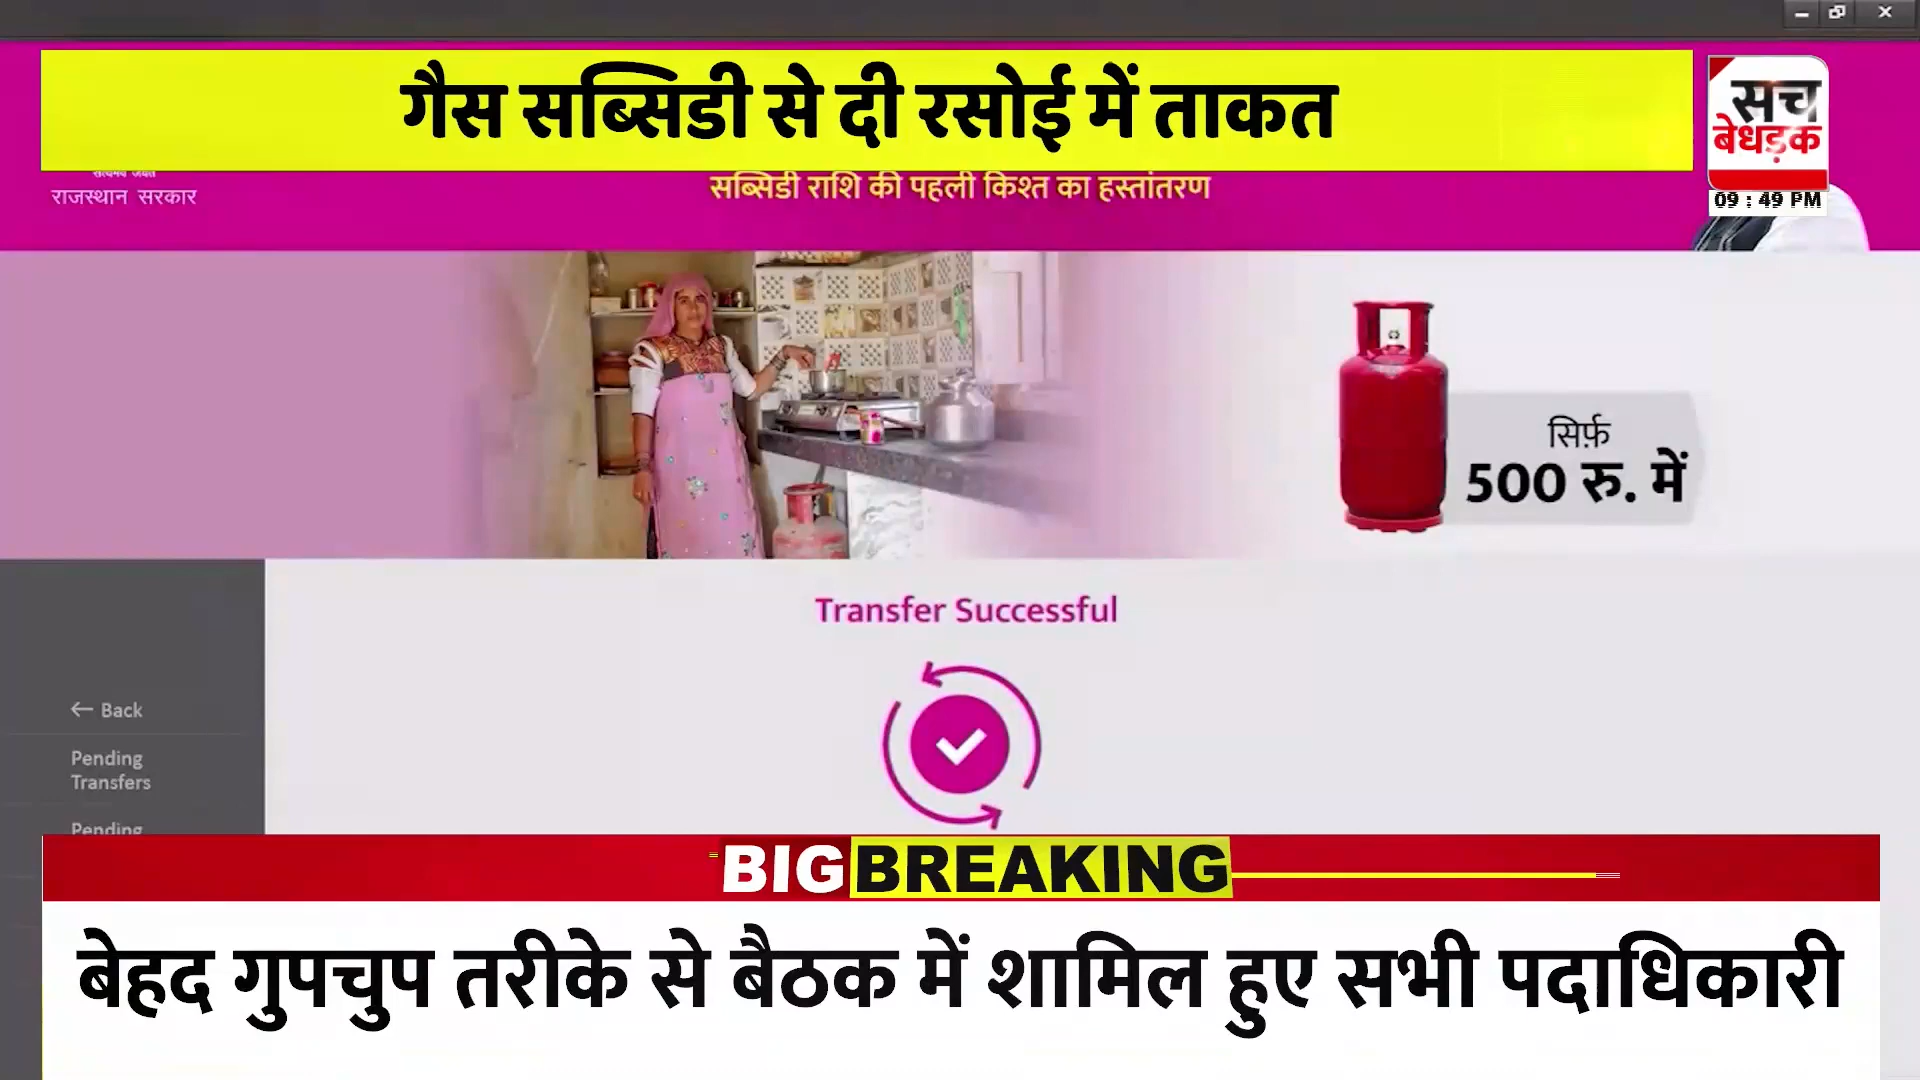 गैस सब्सिडी से दी रसोई में ताकत
सच
बेधड़क
09 : 49 PM
राजस्थान सरकार
सब्सिडी राशि की पहली किश्त का हस्तांतरण
सिर्फ़
500 रु. में
Transfer Successful
← Back
Pending
Transfers
Pending
BIG BREAKING
बेहद गुपचुप तरीके से बैठक में शामिल हुए सभी पदाधिकारी